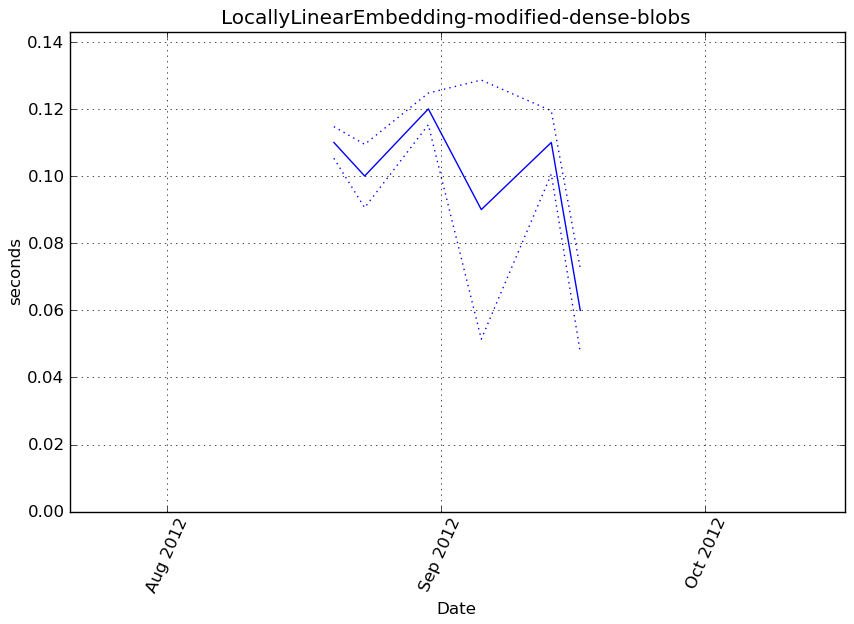 LocallyLinearEmbedding-modified-dense-blobs
0.14
0.12
0.10
0.08
0.06
0.04
0.02
0.00
seconds
Aug 2012
Sep 2012
Oct 2012
Date